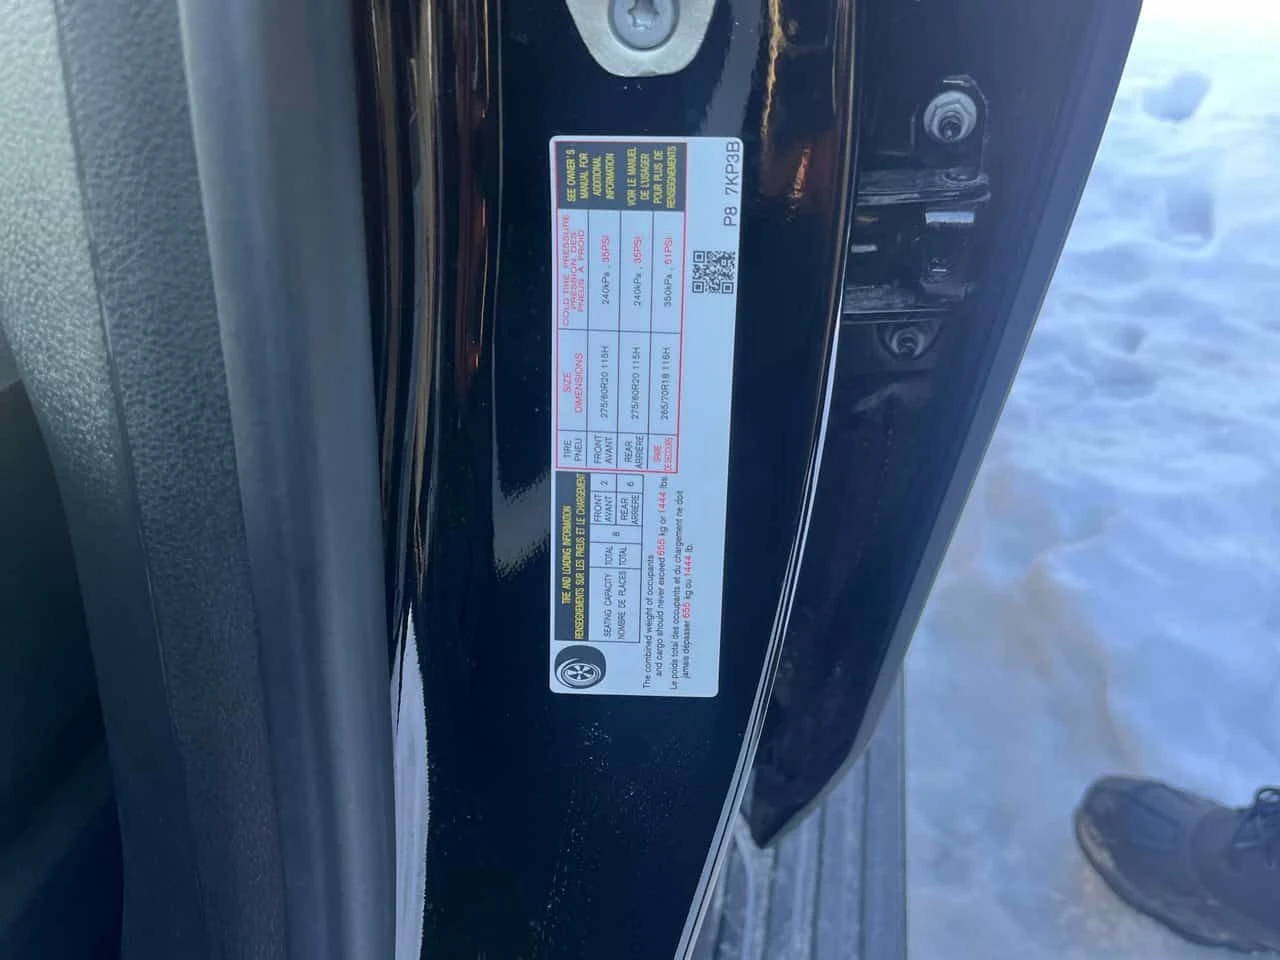 TIRE AND LOADING INFORMATION
RENSEIGNEMENTS SUR LES PNEUS ET LE CHARGEMENT
SEATING CAPACITY TOTAL 8 FRONT 2
NOMBRE DE PLACES TOTAL AVANT
REAR 6
ARRIÈRE
The combined weight of occupants
and cargo should never exceed 655 kg or 1444 lbs.
Le poids total des occupants et du chargement ne doit
jamais dépasser 655 kg ou 1444 lb.
TIRE SIZE COLD TIRE PRESSURE
PNEU DIMENSIONS PRESSION DES
PNEUS À FROID
FRONT 275/60R20 115H 240kPa , 35PSI
AVANT
REAR 275/60R20 115H 240kPa , 35PSI
ARRIÈRE
SPARE 265/70R18 116H 350kPa , 51PSI
DE SECOURS
SEE OWNER'S
MANUAL FOR
ADDITIONAL
INFORMATION
VOIR LE MANUEL
DE L'USAGER
POUR PLUS DE
RENSEIGNEMENTS
P8 7KP3B